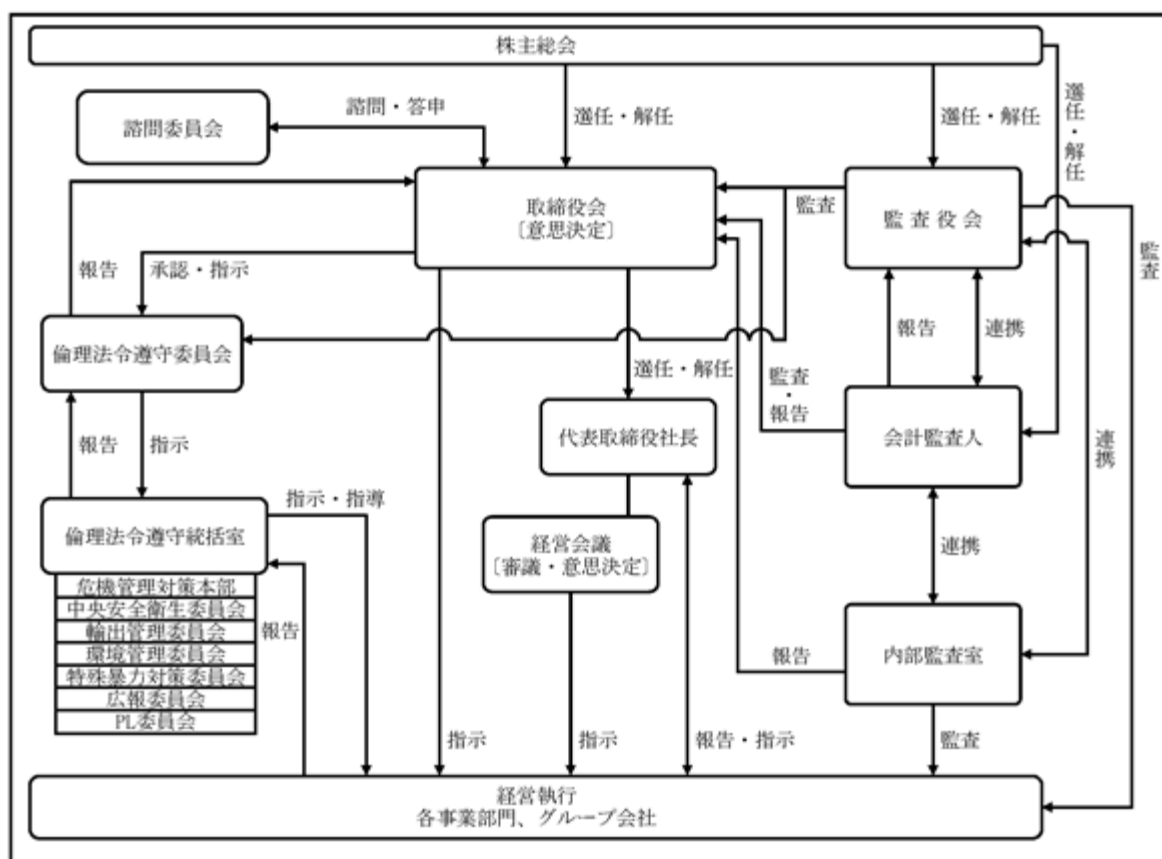 株主総会
選任・解任
選任・解任
選任・解任
諮問委員会
諮問・答申
取締役会
〔意思決定〕
監査役会
監査
監査
報告
承認・指示
倫理法令遵守委員会
選任・解任
監査・報告
報告
連携
代表取締役社長
会計監査人
連携
報告
指示
倫理法令遵守統括室
指示・指導
経営会議
〔審議・意思決定〕
連携
危機管理対策本部
中央安全衛生委員会
輸出管理委員会
環境管理委員会
特殊暴力対策委員会
広報委員会
PL委員会
報告
報告
内部監査室
指示
指示
報告・指示
監査
経営執行
各事業部門、グループ会社